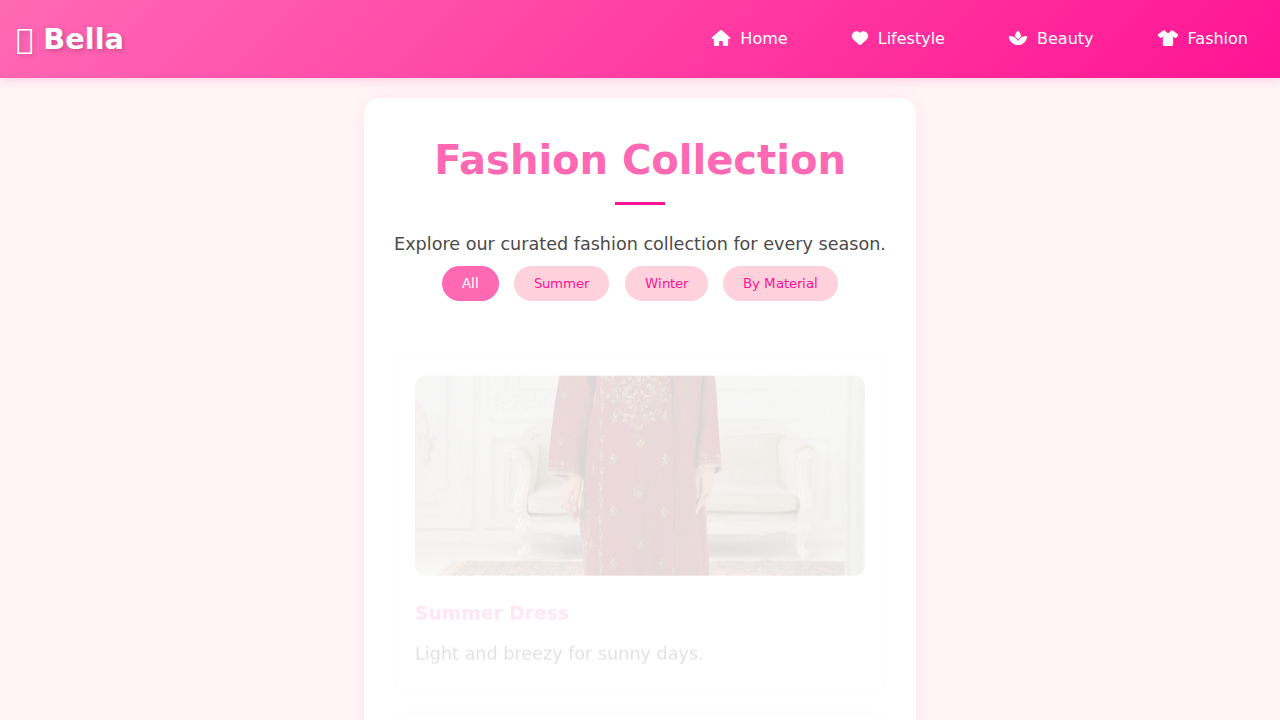 Bella
Home
Lifestyle
Beauty
Fashion
Fashion Collection
Explore our curated fashion collection for every season.
All
Summer
Winter
By Material
Summer Dress
Light and breezy for sunny days.